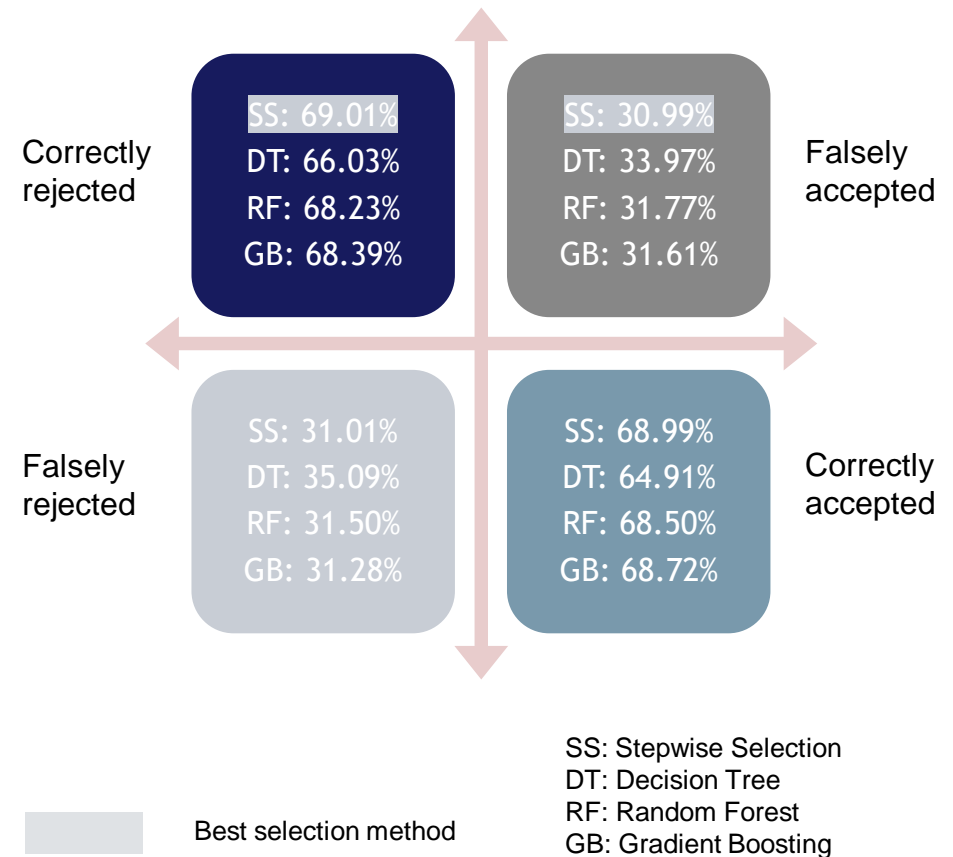 Correctly
rejected
SS: 69.01%
DT: 66.03%
RF: 68.23%
GB: 68.39%
SS: 30.99%
DT: 33.97%
RF: 31.77%
GB: 31.61%
Falsely
accepted
Falsely
rejected
SS: 31.01%
DT: 35.09%
RF: 31.50%
GB: 31.28%
SS: 68.99%
DT: 64.91%
RF: 68.50%
GB: 68.72%
Correctly
accepted
Best selection method
SS: Stepwise Selection
DT: Decision Tree
RF: Random Forest
GB: Gradient Boosting